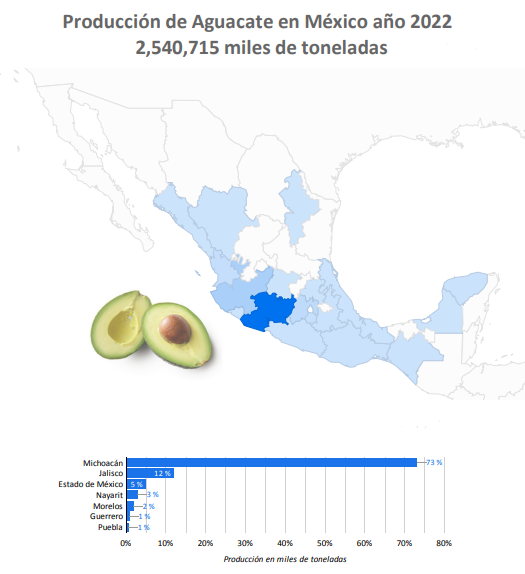 Producción de Aguacate en México año 2022
2,540,715 miles de toneladas
Michoacán 73 %
Jalisco 12 %
Estado de México 5 %
Nayarit 3 %
Morelos 2 %
Guerrero 1 %
Puebla 1 %
0% 10% 20% 30% 40% 50% 60% 70% 80%
Producción en miles de toneladas